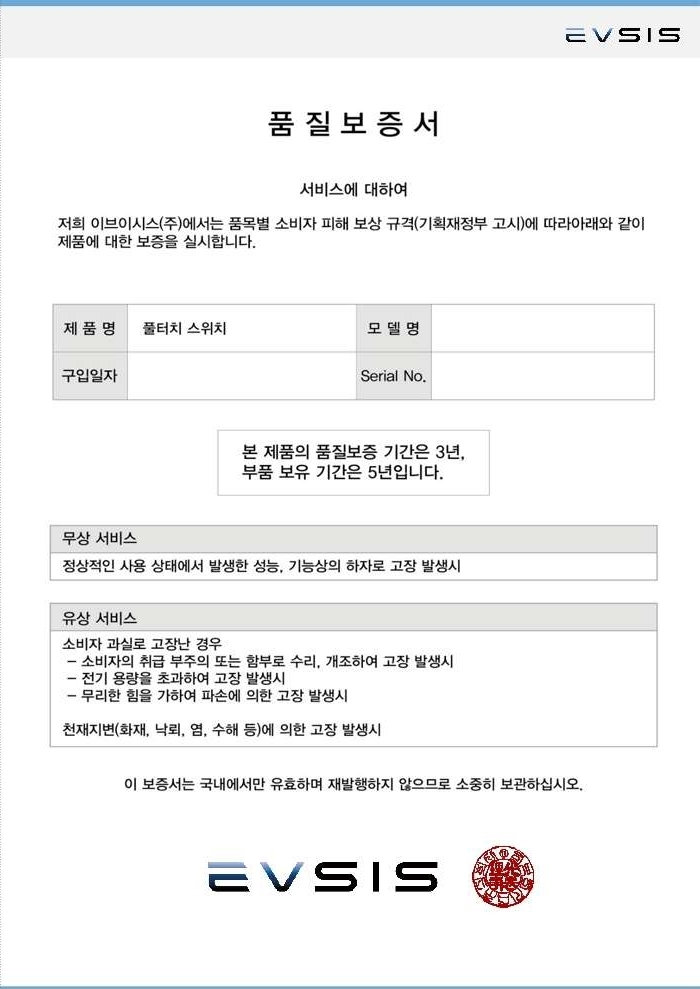 EVSIS
품질보증서
서비스에 대하여
저희 이브이시스(주)에서는 품목별 소비자 피해 보상 규격(기획재정부 고시)에 따라아래와 같이
제품에 대한 보증을 실시합니다.
제 품 명 풀터치 스위치 모 델 명
구입일자 Serial No.
본 제품의 품질보증 기간은 3년,
부품 보유 기간은 5년입니다.
무상 서비스
정상적인 사용 상태에서 발생한 성능, 기능상의 하자로 고장 발생시
유상 서비스
소비자 과실로 고장난 경우
- 소비자의 취급 부주의 또는 함부로 수리, 개조하여 고장 발생시
- 전기 용량을 초과하여 고장 발생시
- 무리한 힘을 가하여 파손에 의한 고장 발생시
천재지변(화재, 낙뢰, 염, 수해 등)에 의한 고장 발생시
이 보증서는 국내에서만 유효하며 재발행하지 않으므로 소중히 보관하십시오.
EVSIS